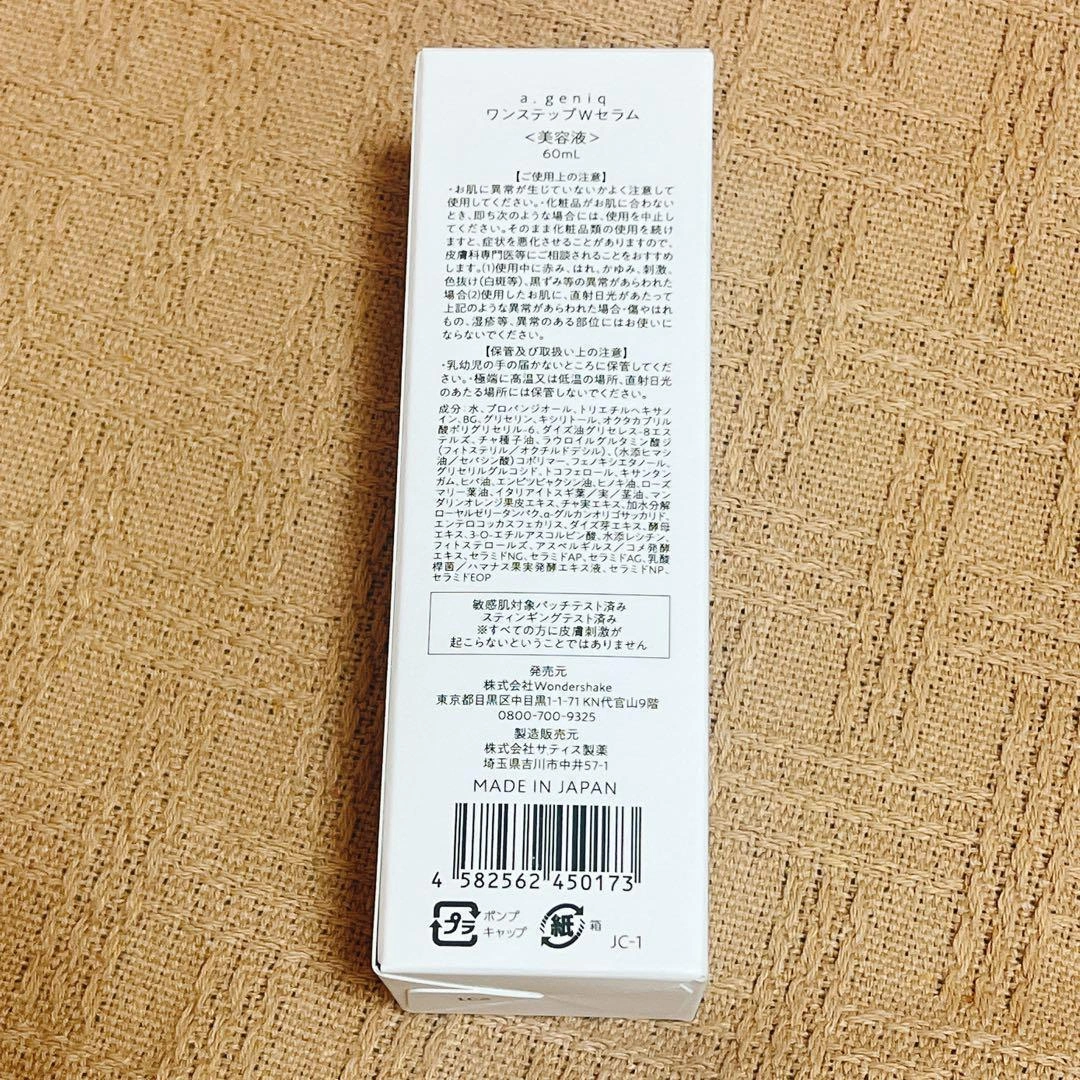 a. geniq
ワンステップWセラム
＜美容液＞
60mL
【ご使用上の注意】
・お肌に異常が生じていないかよく注意して
使用してください。・化粧品がお肌に合わない
とき、即ち次のような場合には、使用を中止し
てください。そのまま化粧品類の使用を続け
ますと、症状を悪化させることがありますので、
皮膚科専門医等にご相談されることをおすすめ
します。(1)使用中に赤み、はれ、かゆみ、刺激、
色抜け(白斑等)、黒ずみ等の異常があらわれた
場合(2)使用したお肌に、直射日光があたって
上記のような異常があらわれた場合・傷やはれ
もの、湿疹等、異常のある部位にはお使いに
ならないでください。
【保管及び取扱い上の注意】
・乳幼児の手の届かないところに保管してくだ
さい。・極端に高温又は低温の場所、直射日光
のあたる場所には保管しないでください。
成分：水、プロパンジオール、トリエチルヘキサノ
イン、BG、グリセリン、キシリトール、オクタカプリル
酸ポリグリセリル-6、ダイズ油グリセレス-8エス
テルズ、チャ種子油、ラウロイルグルタミン酸ジ
(フィトステリル／オクチルドデシル)、(水添ヒマシ
油／セバシン酸)コポリマー、フェノキシエタノール、
グリセリルグルコシド、トコフェロール、キサンタン
ガム、ヒバ油、エンピツビャクシン油、ヒノキ油、ローズ
マリー葉油、イタリアイトスギ葉／実／茎油、マン
ダリンオレンジ果皮エキス、チャ実エキス、加水分解
ローヤルゼリータンパク、α-グルカンオリゴサッカリド、
エンテロコッカスフェカリス、ダイズ芽エキス、酵母
エキス、3-O-エチルアスコルビン酸、水添レシチン、
フィトステロールズ、アスペルギルス／コメ発酵
エキス、セラミドNG、セラミドAP、セラミドAG、乳酸
桿菌／ハマナス果実発酵エキス液、セラミドNP、
セラミドEOP
敏感肌対象パッチテスト済み
スティンギングテスト済み
※すべての方に皮膚刺激が
起こらないということではありません
発売元
株式会社Wondershake
東京都目黒区中目黒1-1-71 KN代官山9階
0800-700-9325
製造販売元
株式会社サティス製薬
埼玉県吉川市中井57-1
MADE IN JAPAN
4 582562 450173
プラ ポンプ
キャップ
紙 箱
JC-1